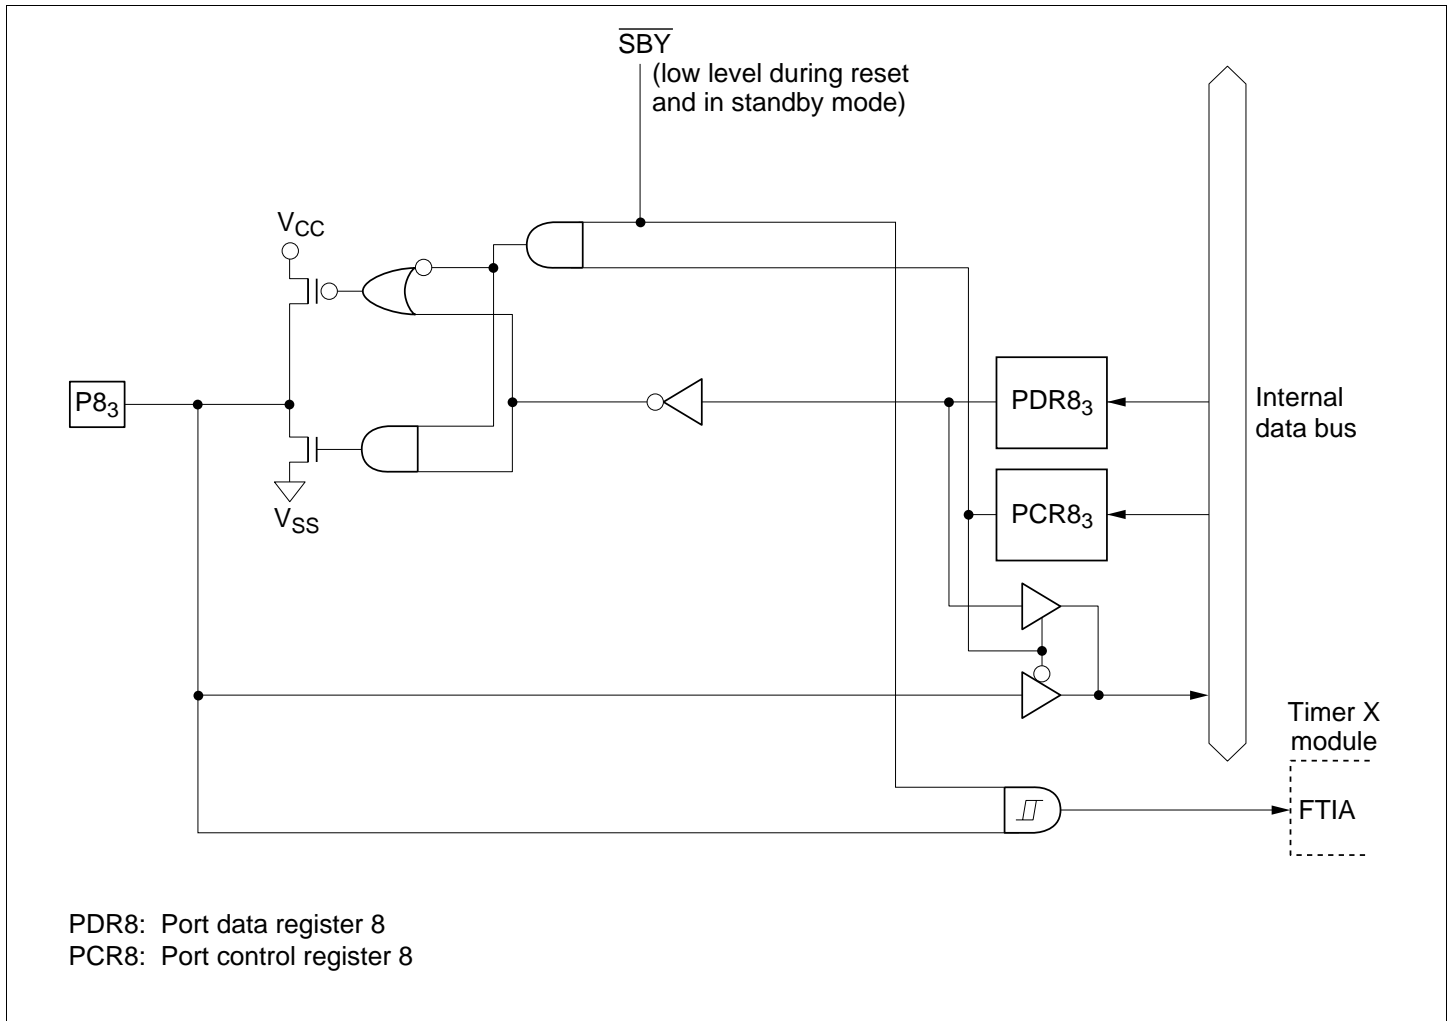 SBY
(low level during reset
and in standby mode)
VCC
P83
VSS
PDR83
PCR83
Internal
data bus
Timer X
module
FTIA
PDR8: Port data register 8
PCR8: Port control register 8